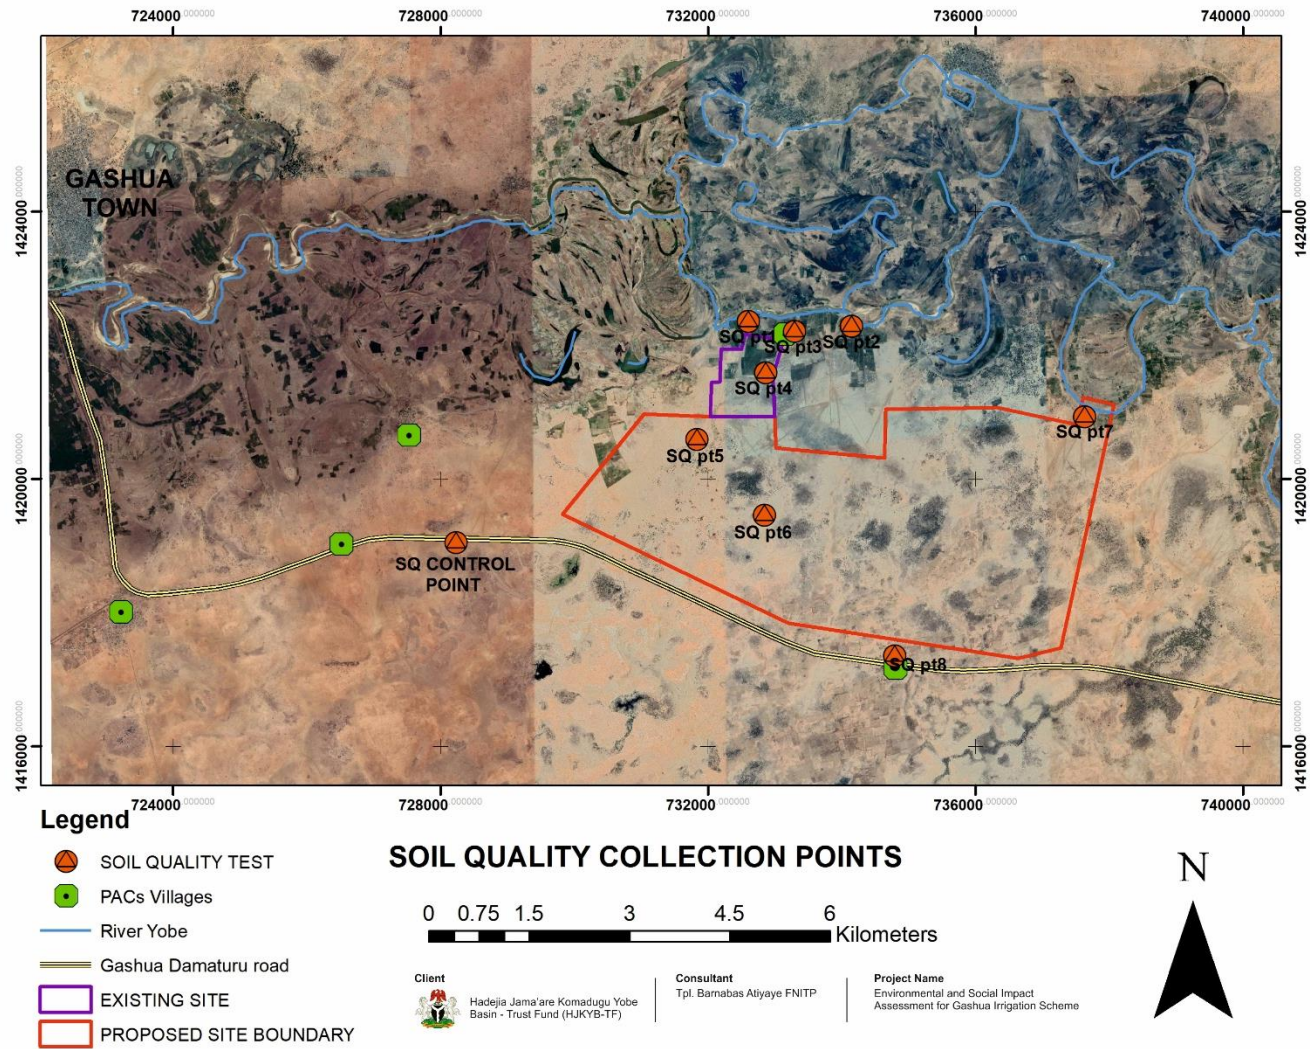 724000.000000 728000.000000 732000.000000 736000.000000 740000.000000
1424000.000000 1424000.000000
GASHUA
TOWN
SQ pt
SQ pt3
SQ pt2
SQ pt4
SQ pt7
SQ pt5
1420000.000000 1420000.000000
SQ pt6
SQ CONTROL
POINT
SQ pt8
1416000.000000 1416000.000000
724000.000000 728000.000000 732000.000000 736000.000000 740000.000000
Legend
SOIL QUALITY TEST
PACs Villages
River Yobe
Gashua Damaturu road
EXISTING SITE
PROPOSED SITE BOUNDARY
SOIL QUALITY COLLECTION POINTS
0 0.75 1.5 3 4.5 6
Kilometers
Client
Hadejia Jama'are Komadugu Yobe
Basin - Trust Fund (HJKYB-TF)
Consultant
Tpl. Barnabas Atiyaye FNITP
Project Name
Environmental and Social Impact
Assessment for Gashua Irrigation Scheme
N